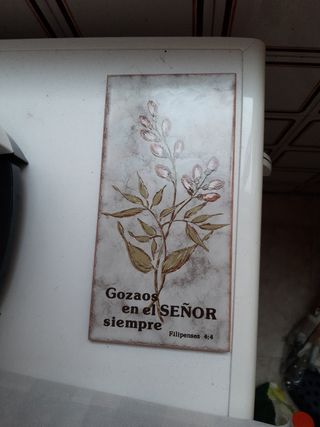 Gozaos
en el SEÑOR
siempre
Filipenses 4:4